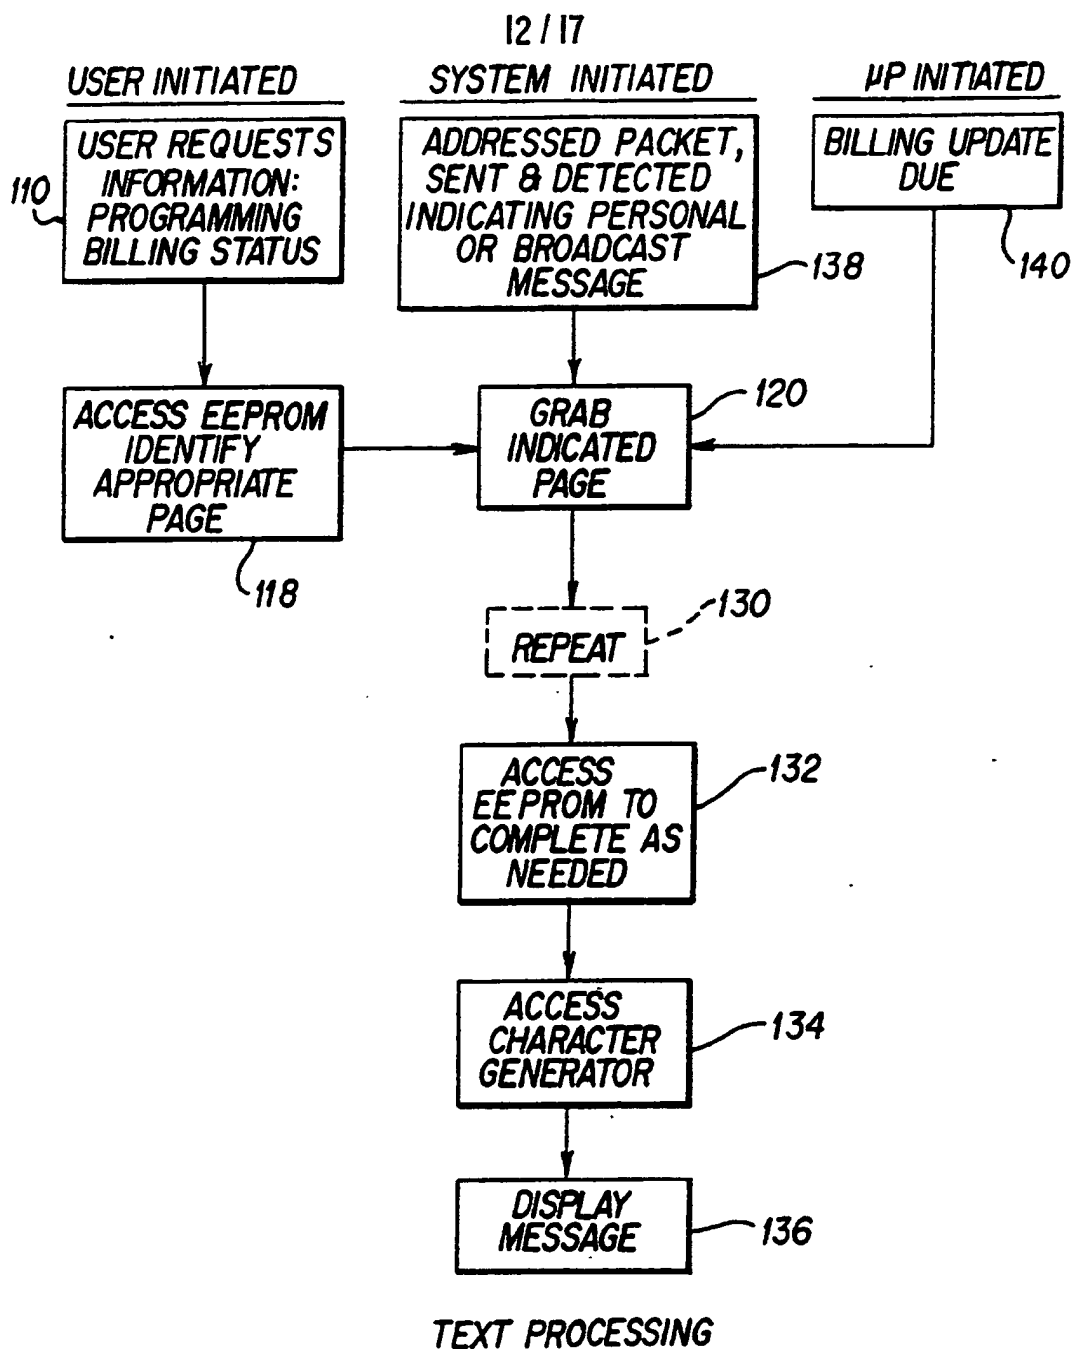 12/17
USER INITIATED
SYSTEM INITIATED
µP INITIATED
USER REQUESTS
INFORMATION:
PROGRAMMING
BILLING STATUS
110
ADDRESSED PACKET,
SENT & DETECTED
INDICATING PERSONAL
OR BROADCAST
MESSAGE
138
BILLING UPDATE
DUE
140
ACCESS EEPROM
IDENTIFY
APPROPRIATE
PAGE
118
GRAB
INDICATED
PAGE
120
REPEAT
130
ACCESS
EEPROM TO
COMPLETE AS
NEEDED
132
ACCESS
CHARACTER
GENERATOR
134
DISPLAY
MESSAGE
136
TEXT PROCESSING